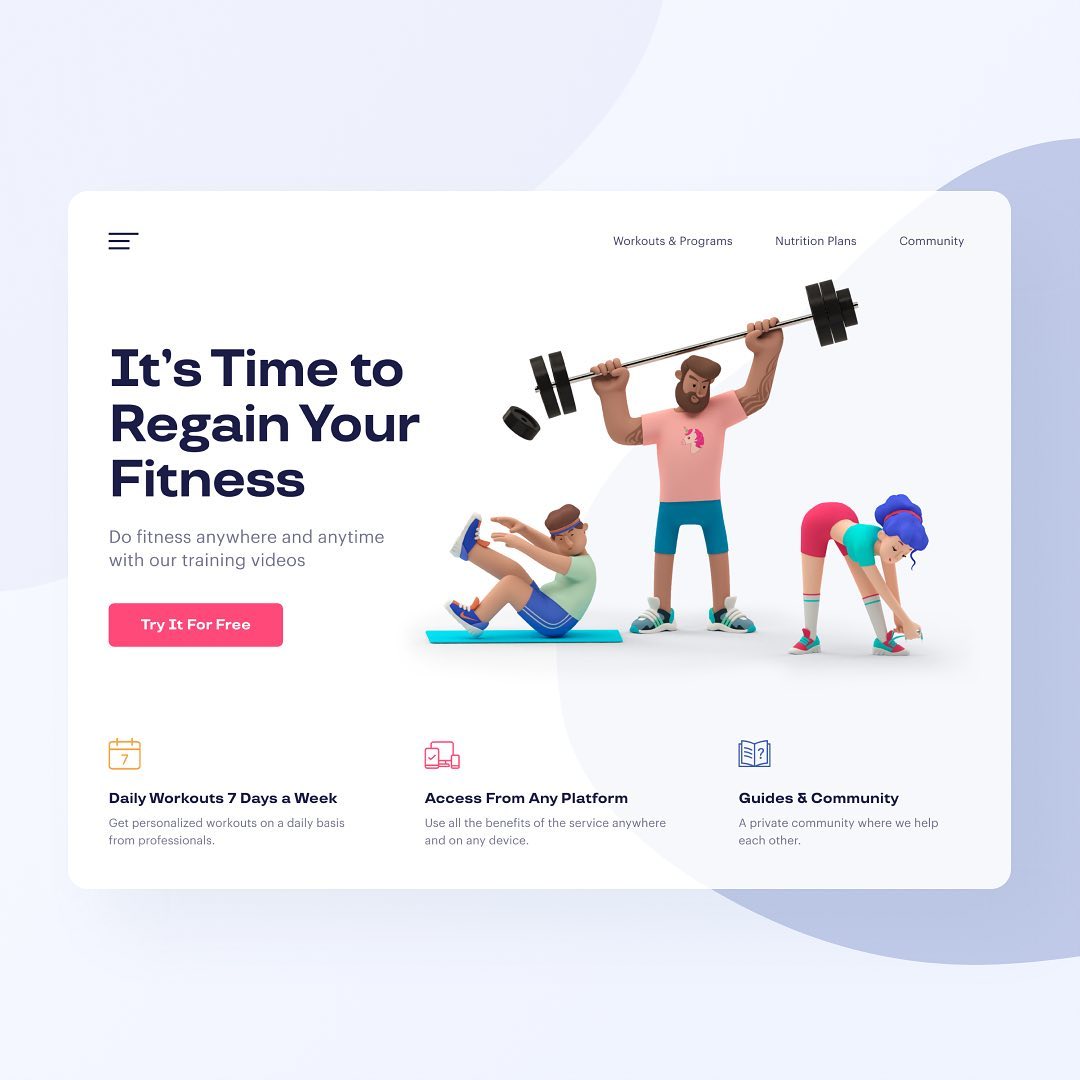 Workouts & Programs
Nutrition Plans
Community
It's Time to
Regain Your
Fitness
Do fitness anywhere and anytime
with our training videos
Try It For Free
7
?
Daily Workouts 7 Days a Week
Get personalized workouts on a daily basis
from professionals.
Access From Any Platform
Use all the benefits of the service anywhere
and on any device.
Guides & Community
A private community where we help
each other.